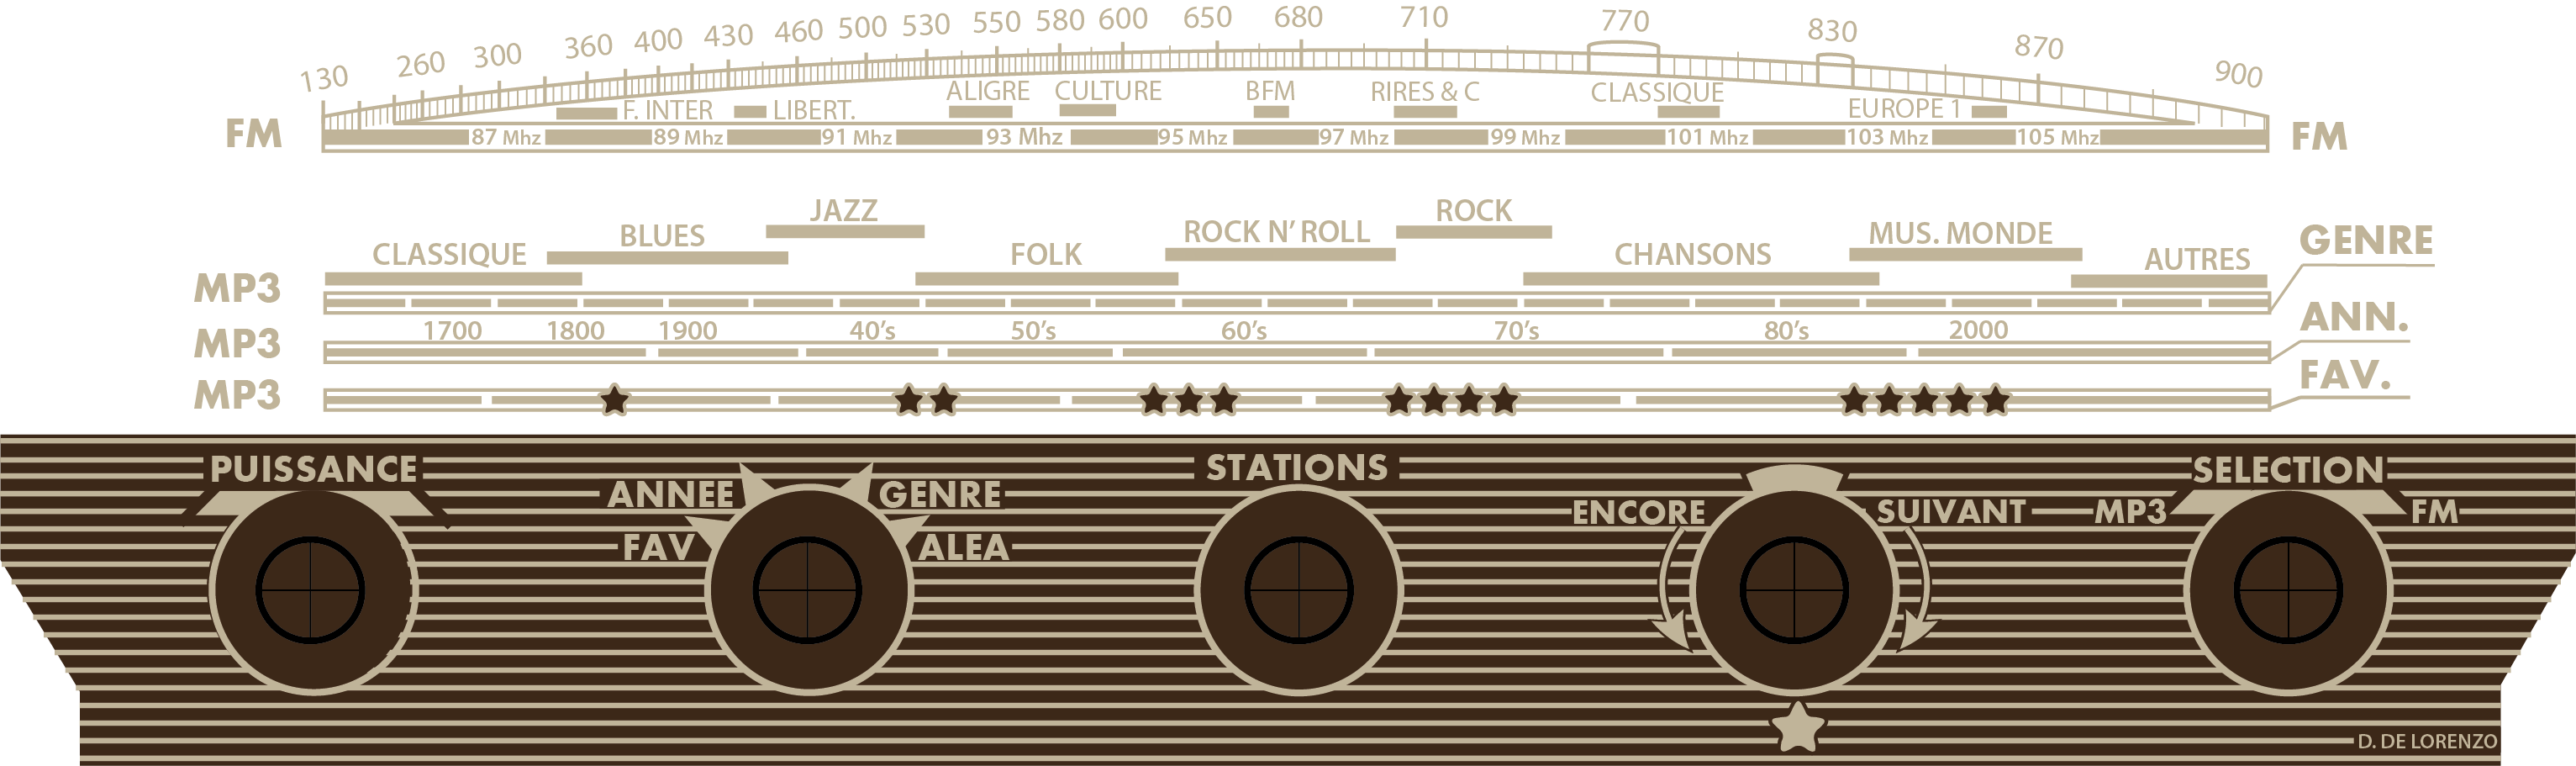 130 260 300 360 400 430 460 500 530 550 580 600 650 680 710 770 830 870 900
F. INTER LIBERT. ALIGRE CULTURE BFM RIRES & C CLASSIQUE EUROPE 1
FM 87 Mhz 89 Mhz 91 Mhz 93 Mhz 95 Mhz 97 Mhz 99 Mhz 101 Mhz 103 Mhz 105 Mhz FM
CLASSIQUE BLUES JAZZ FOLK ROCK N’ ROLL ROCK CHANSONS MUS. MONDE AUTRES GENRE
MP3
1700 1800 1900 40’s 50’s 60’s 70’s 80’s 2000 ANN.
MP3
MP3 FAV.
PUISSANCE STATIONS SELECTION
ANNEE GENRE ENCORE SUIVANT MP3 FM
FAV ALEA
D. DE LORENZO